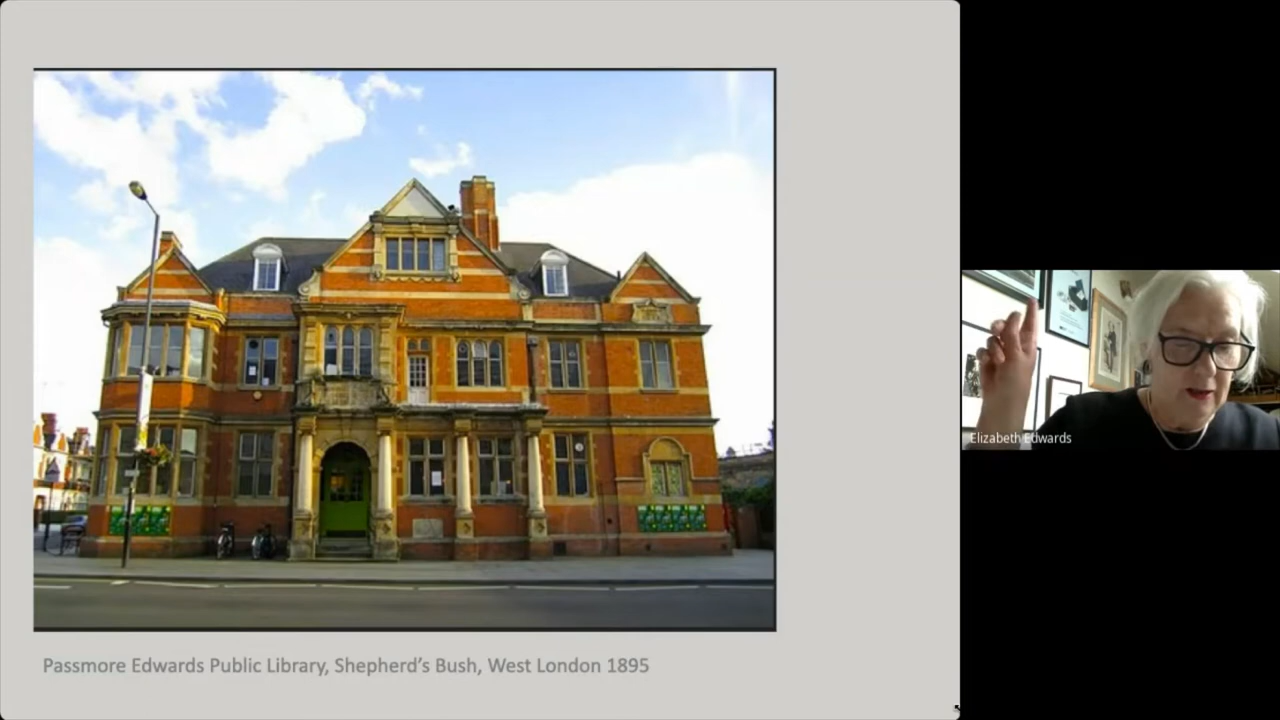 Passmore Edwards Public Library, Shepherd's Bush, West London 1895
Elizabeth Edwards